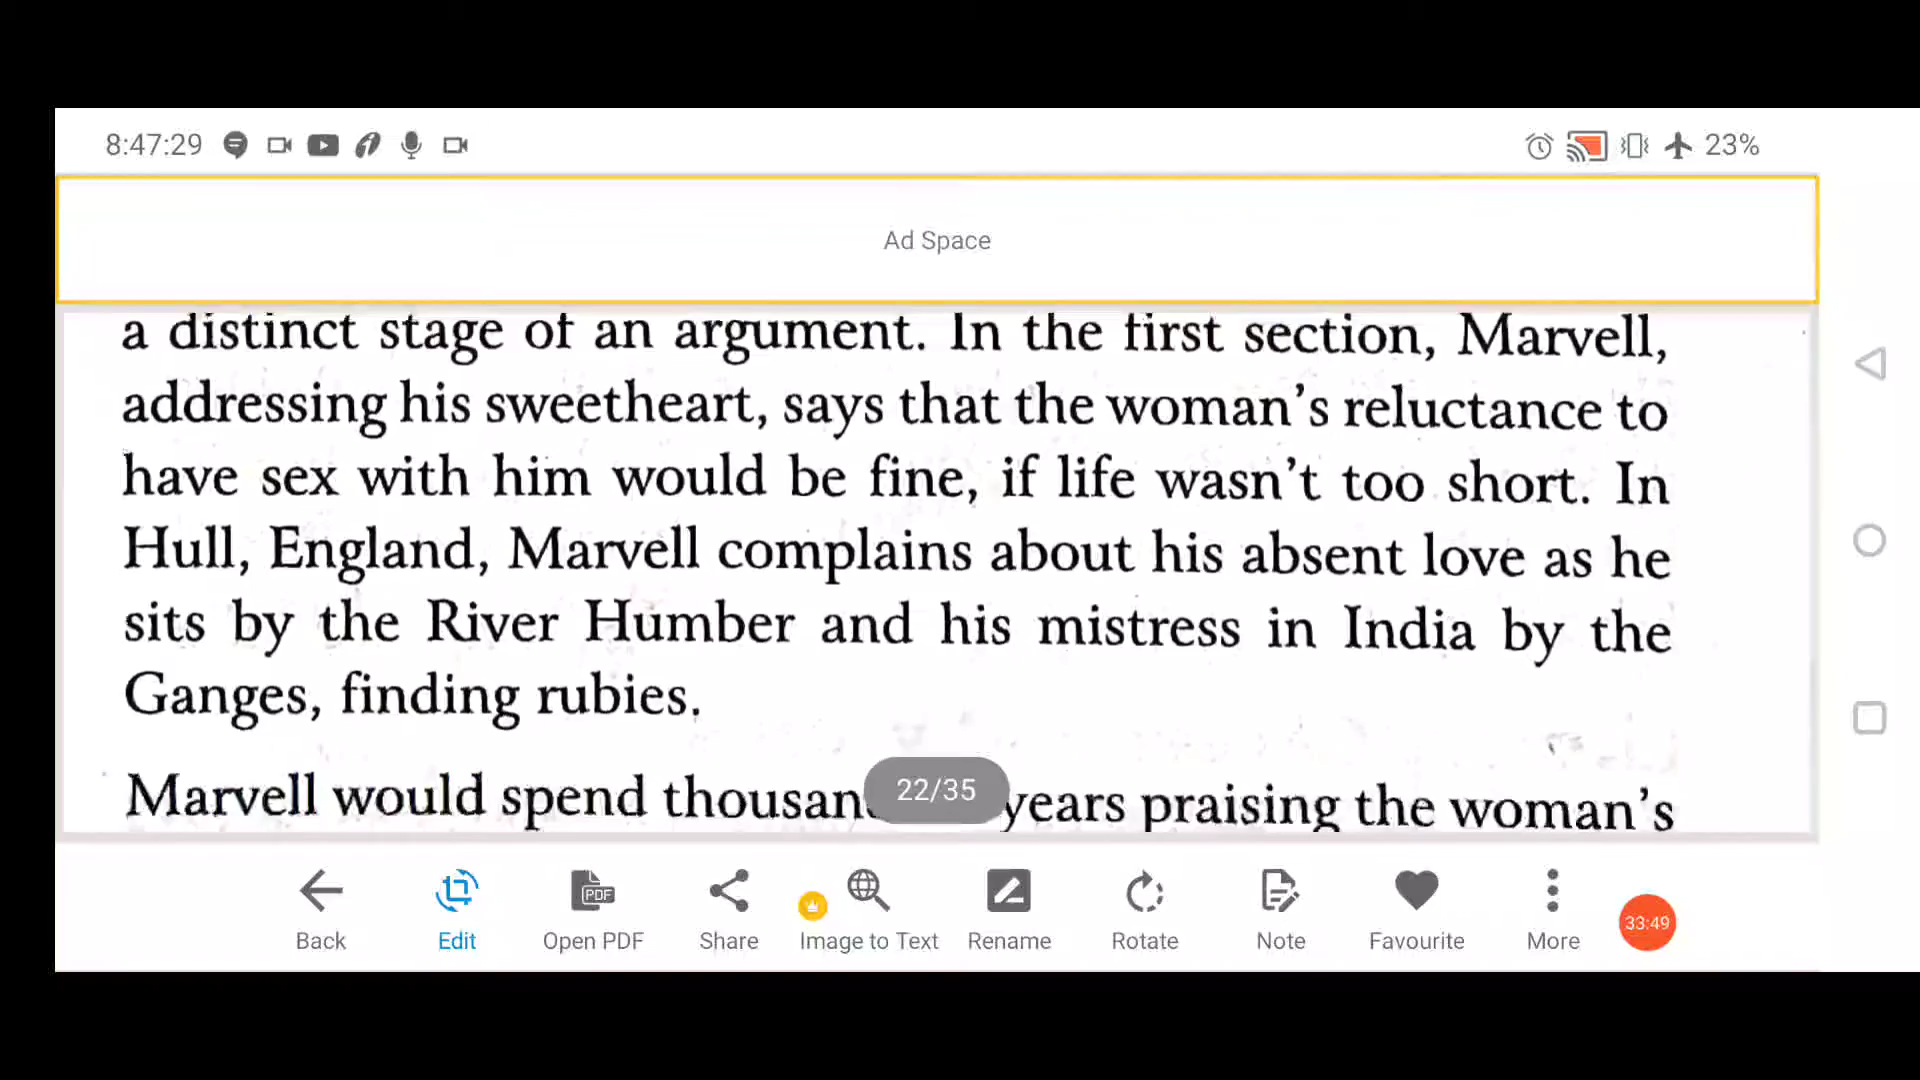 8:47:29 23%
Ad Space
a distinct stage of an argument. In the first section, Marvell,
addressing his sweetheart, says that the woman's reluctance to
have sex with him would be fine, if life wasn't too short. In
Hull, England, Marvell complains about his absent love as he
sits by the River Humber and his mistress in India by the
Ganges, finding rubies.
Marvell would spend years praising the woman's
22/35
PDF
Back Edit Open PDF Share Image to Text Rename Rotate Note Favourite More
33:49